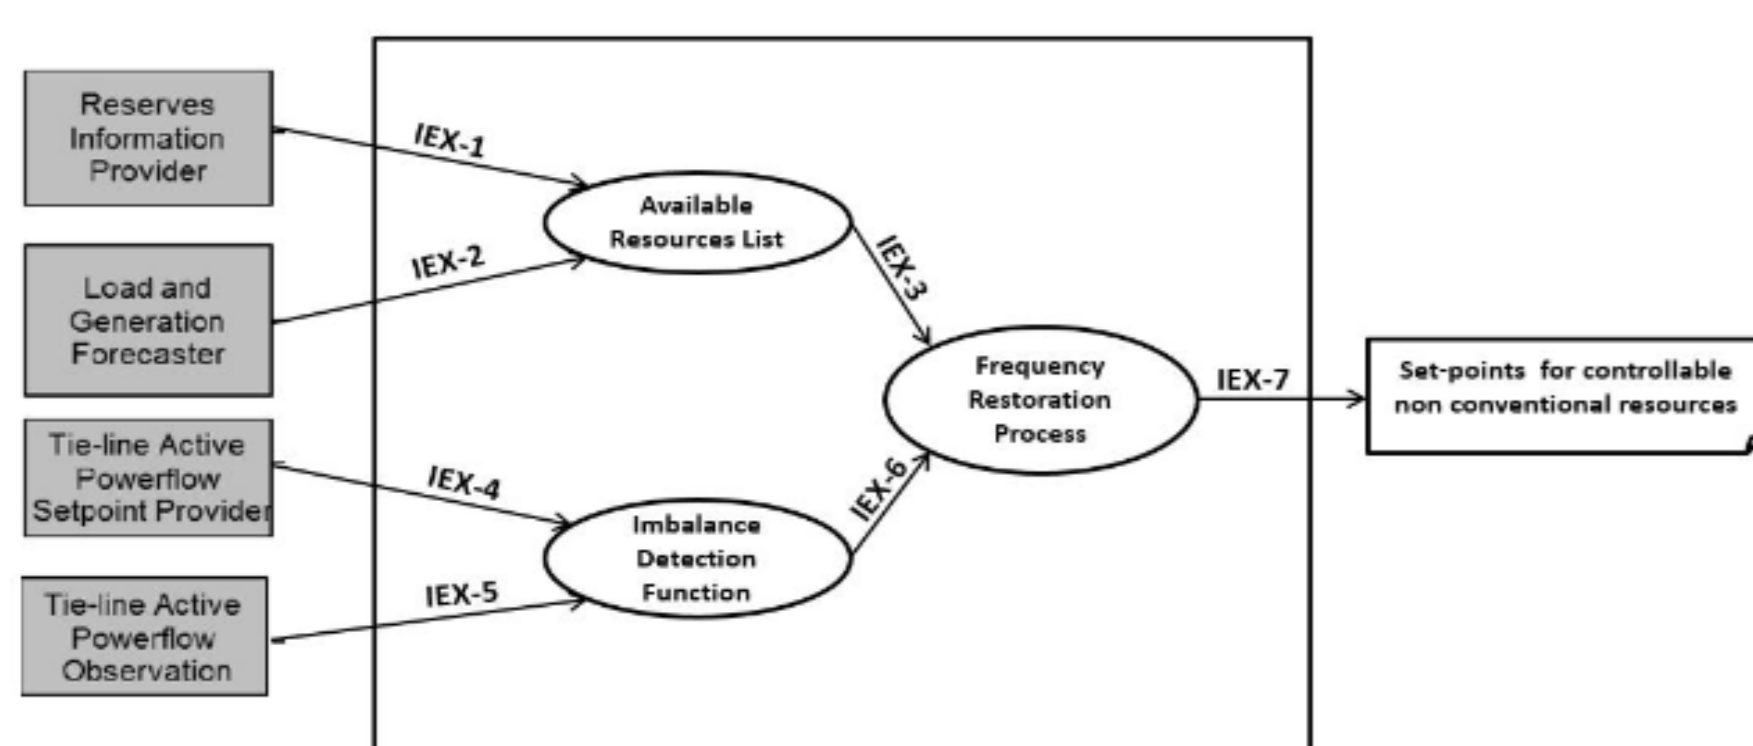 Reserves
Information
Provider
IEX-1
Load and
Generation
Forecaster
IEX-2
Available
Resources List
IEX-3
Tie-line Active
Powerflow
Setpoint Provider
IEX-4
Tie-line Active
Powerflow
Observation
IEX-5
Imbalance
Detection
Function
IEX-6
Frequency
Restoration
Process
IEX-7
Set-points for controllable
non conventional resources